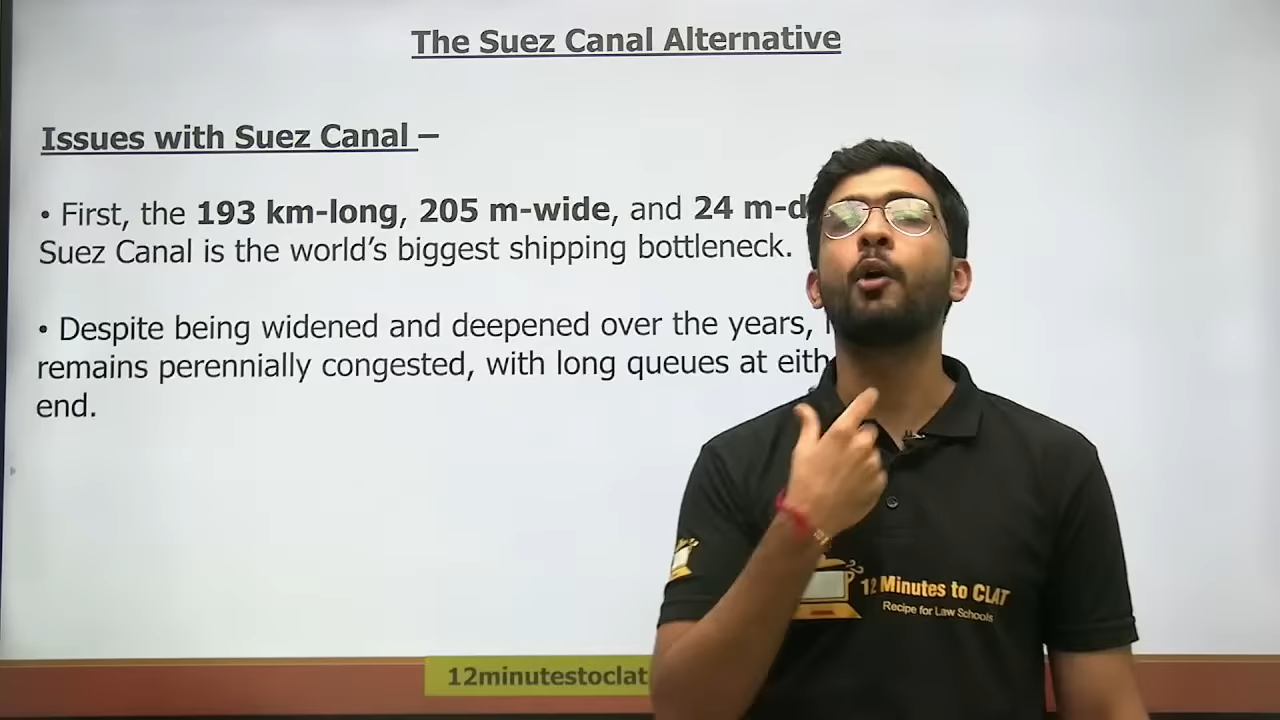 The Suez Canal Alternative
Issues with Suez Canal –
• First, the 193 km-long, 205 m-wide, and 24 m-d
Suez Canal is the world’s biggest shipping bottleneck.
• Despite being widened and deepened over the years,
remains perennially congested, with long queues at eith
end.
12 Minutes to CLAT
Recipe for Law Schools
12minutestoclat